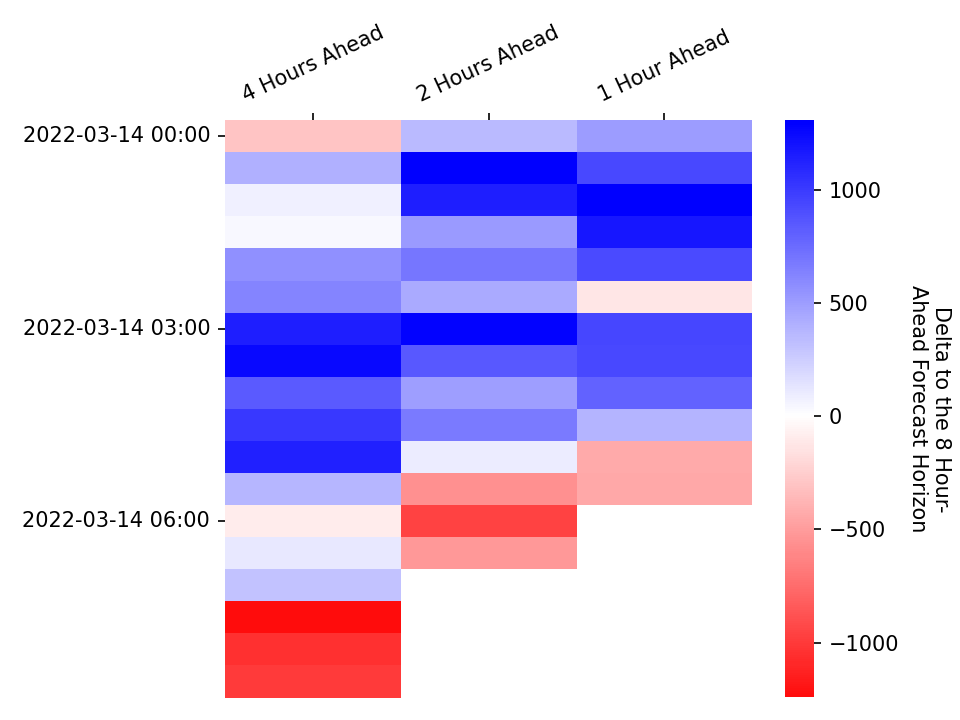 4 Hours Ahead
2 Hours Ahead
1 Hour Ahead
2022-03-14 00:00
2022-03-14 03:00
2022-03-14 06:00
1000
500
0
−500
−1000
Delta to the 8 Hour-
Ahead Forecast Horizon